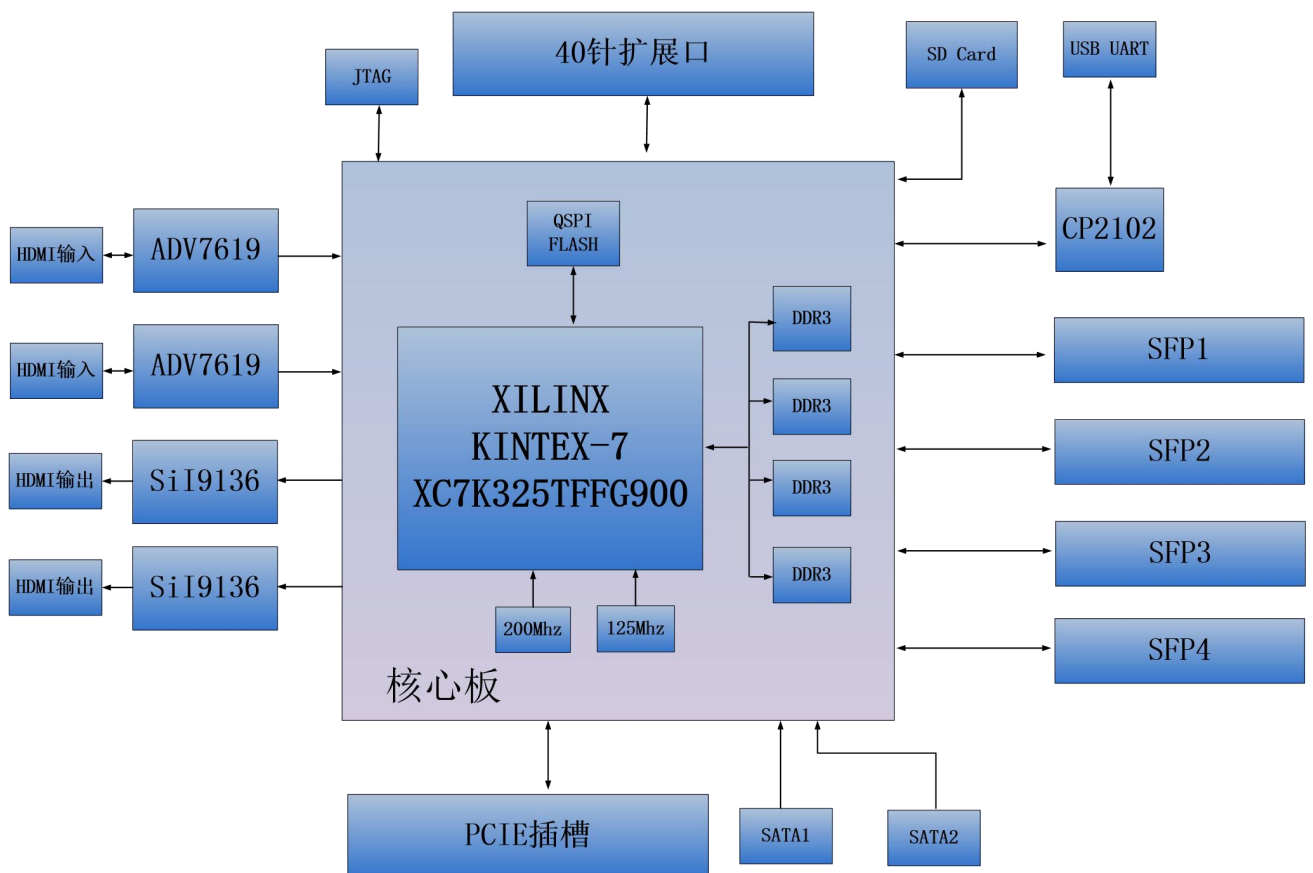 40针扩展口
JTAG
SD Card
USB UART
HDMI输入
ADV7619
QSPI
FLASH
CP2102
HDMI输入
ADV7619
XILINX
KINTEX-7
XC7K325TFFG900
DDR3
DDR3
DDR3
DDR3
SFP1
SFP2
SFP3
SFP4
HDMI输出
SiI9136
HDMI输出
SiI9136
200Mhz
125Mhz
核心板
PCIE插槽
SATA1
SATA2